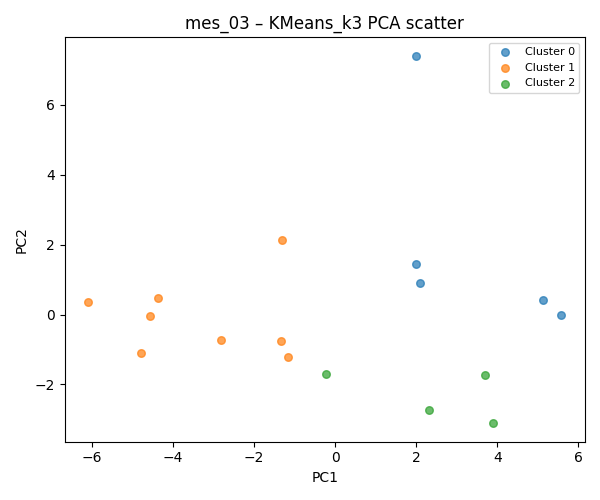 mes_03 – KMeans_k3 PCA scatter
Cluster 0
Cluster 1
Cluster 2
6
4
2
0
−2
PC2
−6 −4 −2 0 2 4 6
PC1